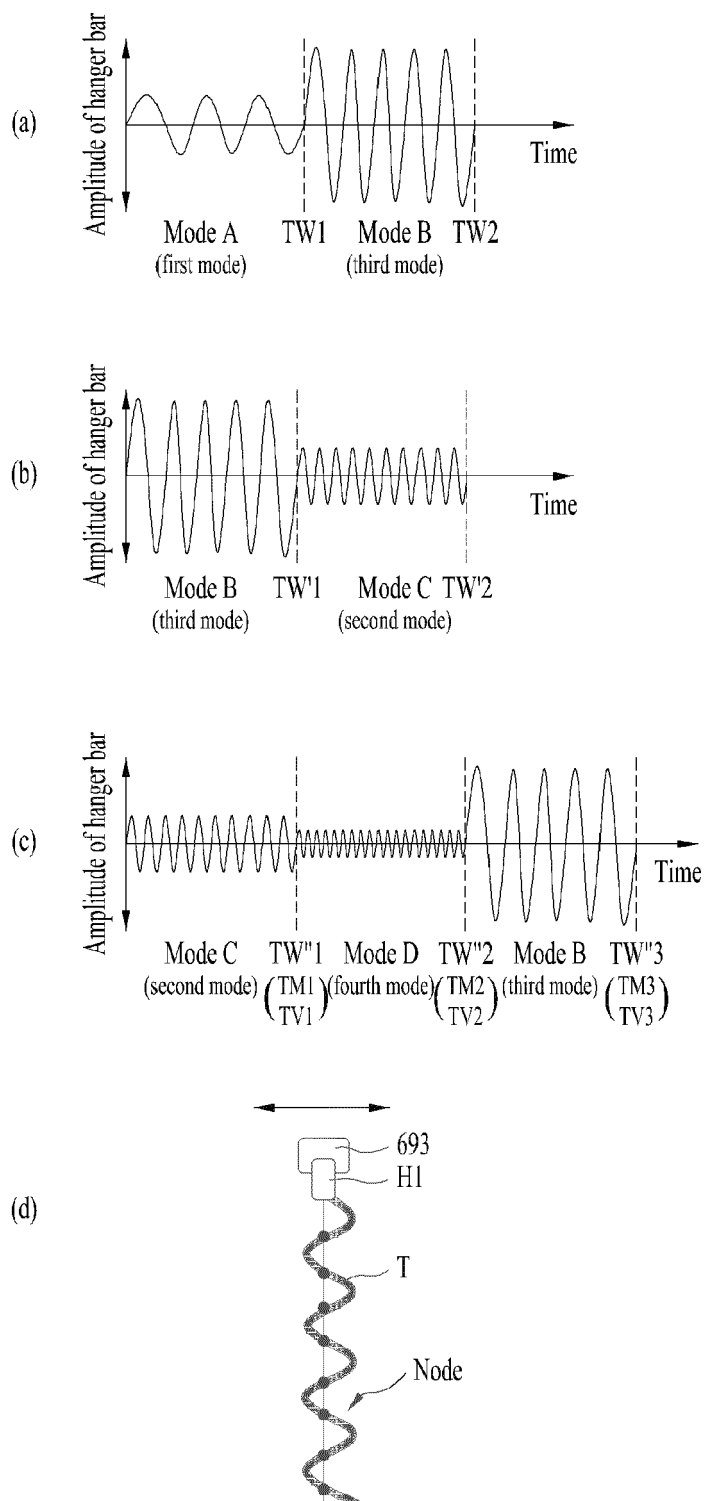 (a)
Amplitude of hanger bar
Time
Mode A TW1 Mode B TW2
(first mode) (third mode)
(b)
Amplitude of hanger bar
Time
Mode B TW'1 Mode C TW'2
(third mode) (second mode)
(c)
Amplitude of hanger bar
Time
Mode C TW"1 Mode D TW"2 Mode B TW"3
(second mode) (TM1 (fourth mode) (TM2 (third mode) (TM3
TV1) TV2) TV3)
(d)
693
H1
T
Node